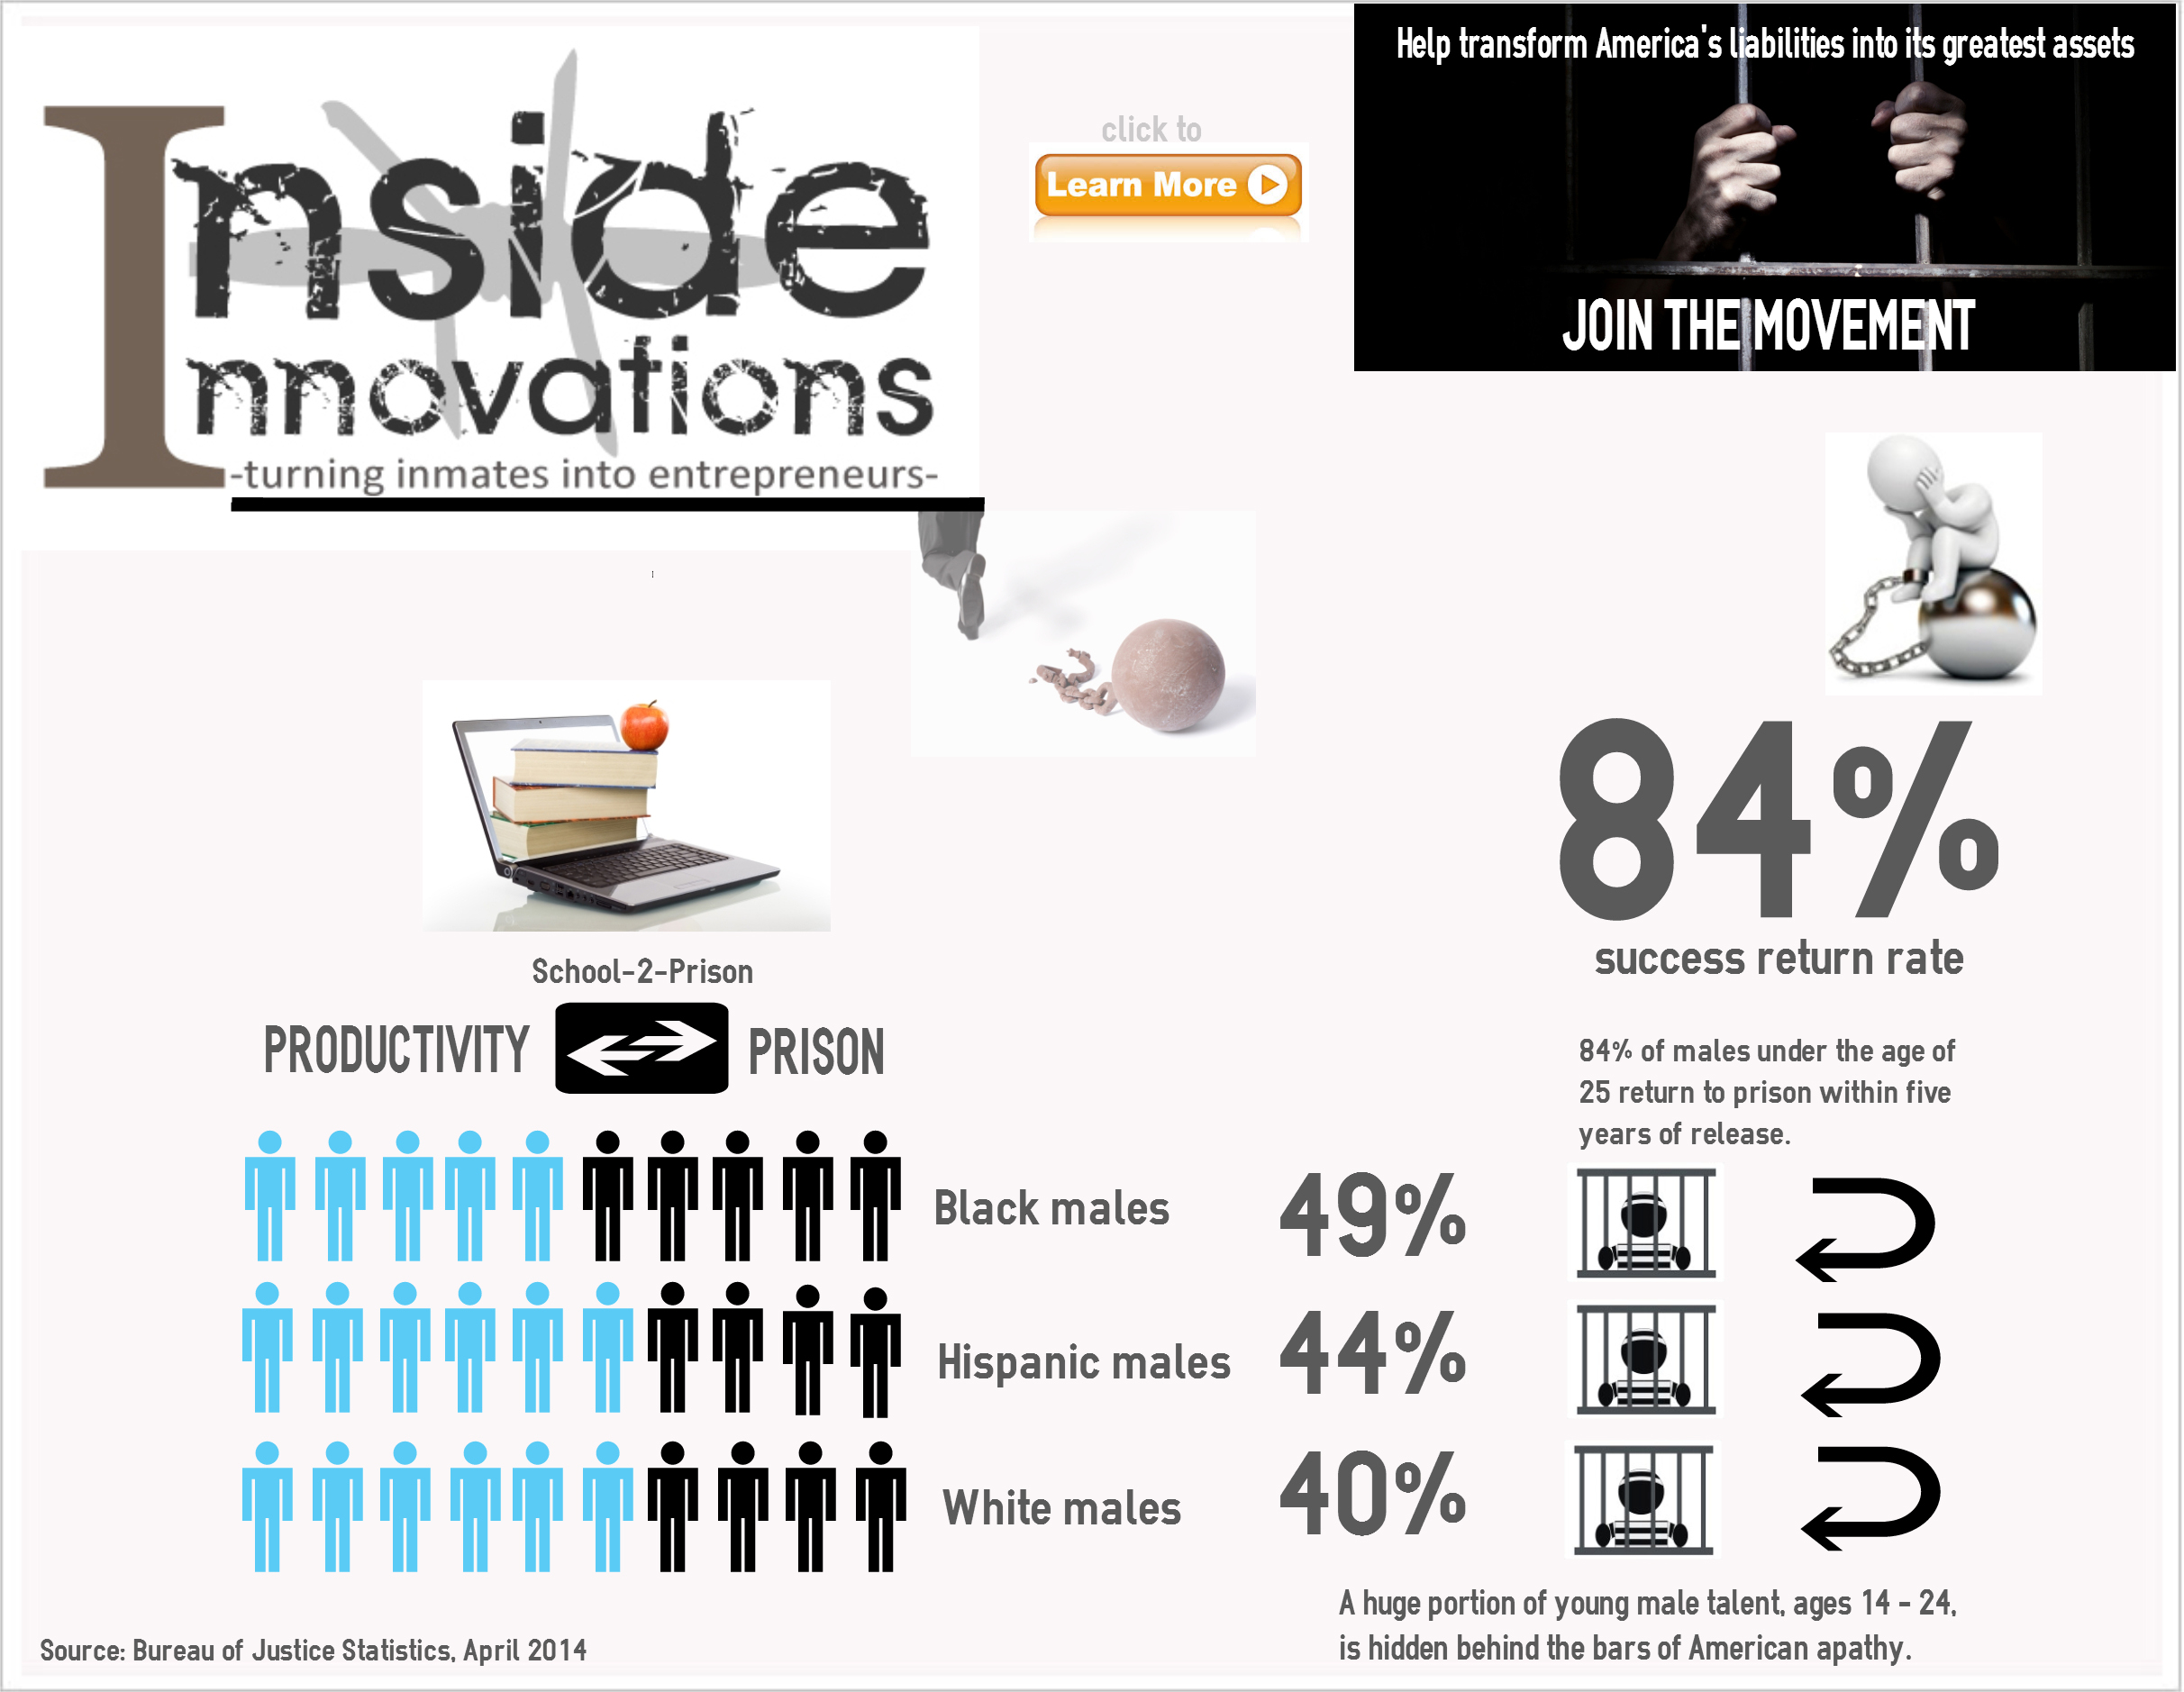 Inside
Innovations
-turning inmates into entrepreneurs-
click to
Learn More
Help transform America's liabilities into its greatest assets
JOIN THE MOVEMENT
School-2-Prison
PRODUCTIVITY PRISON
Black males 49%
Hispanic males 44%
White males 40%
84%
success return rate
84% of males under the age of
25 return to prison within five
years of release.
A huge portion of young male talent, ages 14 - 24,
is hidden behind the bars of American apathy.
Source: Bureau of Justice Statistics, April 2014